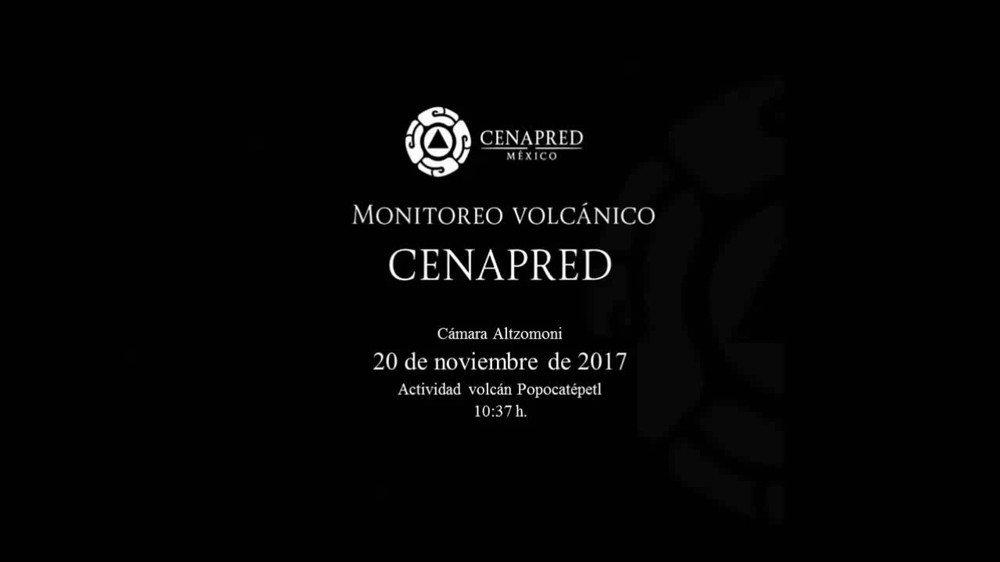 CENAPRED
MÉXICO
MONITOREO VOLCÁNICO
CENAPRED
Cámara Altzomoni
20 de noviembre de 2017
Actividad volcán Popocatépetl
10:37 h.